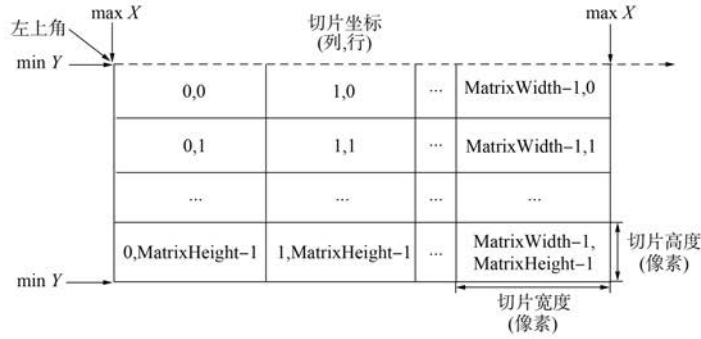 max X
切片坐标
max X
左上角
(列,行)
min Y
0,0
1,0
...
MatrixWidth-1,0
0,1
1,1
...
MatrixWidth-1,1
...
...
...
0,MatrixHeight-1
1,MatrixHeight-1
...
MatrixWidth-1,
MatrixHeight-1
切片高度
(像素)
min Y
切片宽度
(像素)